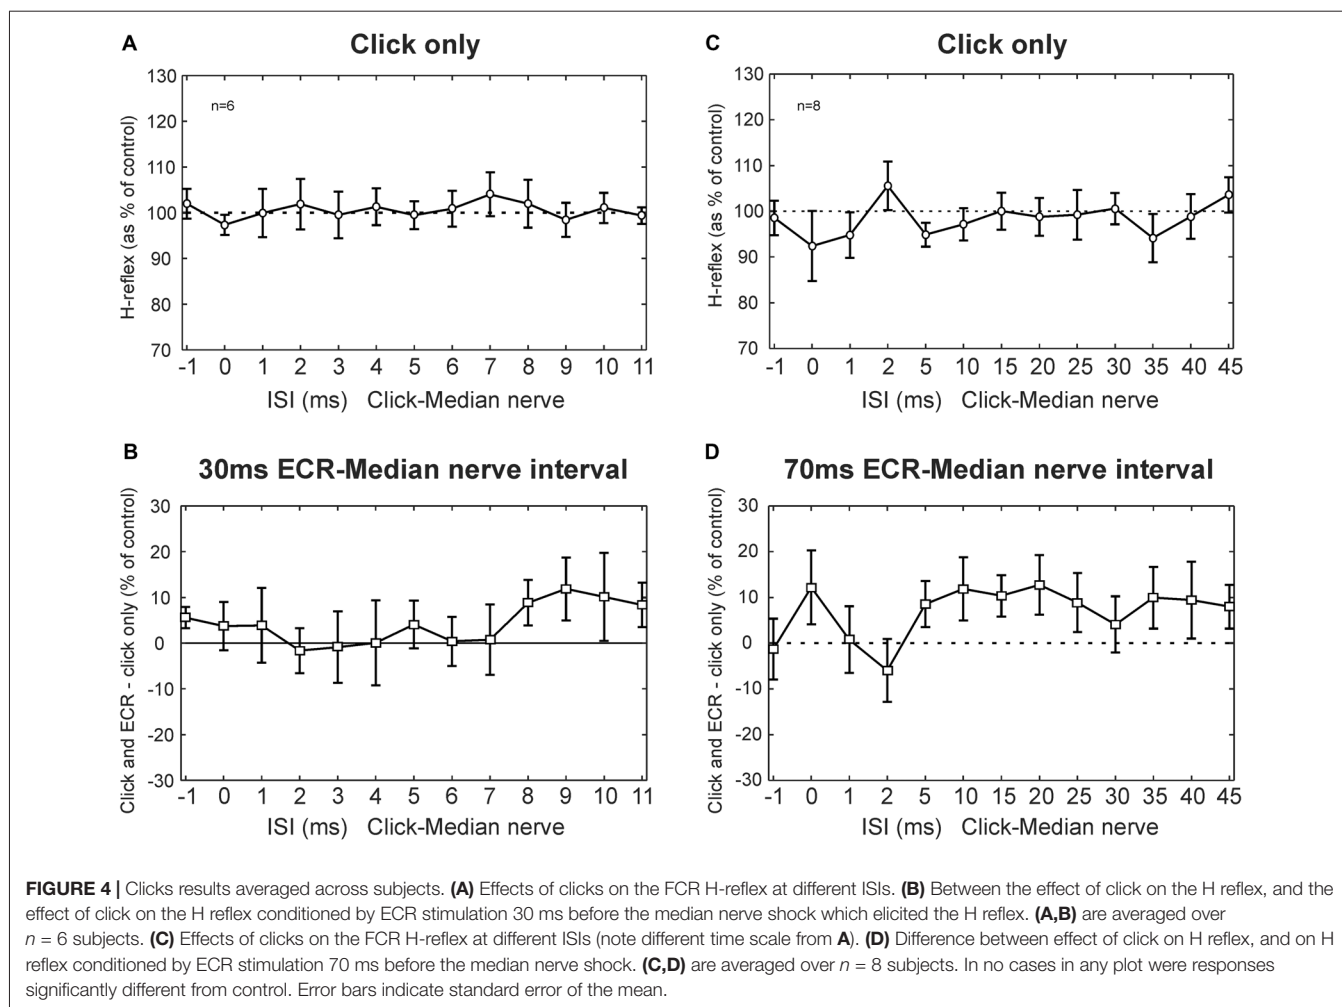 A
Click only
130
120
110
100
90
80
70
n=6
H-reflex (as % of control)
-1 0 1 2 3 4 5 6 7 8 9 10 11
ISI (ms) Click-Median nerve
C
Click only
130
120
110
100
90
80
70
n=8
H-reflex (as % of control)
-1 0 1 2 5 10 15 20 25 30 35 40 45
ISI (ms) Click-Median nerve
B
30ms ECR-Median nerve interval
30
20
10
0
-10
-20
-30
Click and ECR - click only (% of control)
-1 0 1 2 3 4 5 6 7 8 9 10 11
ISI (ms) Click-Median nerve
D
70ms ECR-Median nerve interval
30
20
10
0
-10
-20
-30
Click and ECR - click only (% of control)
-1 0 1 2 5 10 15 20 25 30 35 40 45
ISI (ms) Click-Median nerve
FIGURE 4 | Clicks results averaged across subjects. (A) Effects of clicks on the FCR H-reflex at different ISIs. (B) Between the effect of click on the H reflex, and the
effect of click on the H reflex conditioned by ECR stimulation 30 ms before the median nerve shock which elicited the H reflex. (A,B) are averaged over
n = 6 subjects. (C) Effects of clicks on the FCR H-reflex at different ISIs (note different time scale from A). (D) Difference between effect of click on H reflex, and on H
reflex conditioned by ECR stimulation 70 ms before the median nerve shock. (C,D) are averaged over n = 8 subjects. In no cases in any plot were responses
significantly different from control. Error bars indicate standard error of the mean.